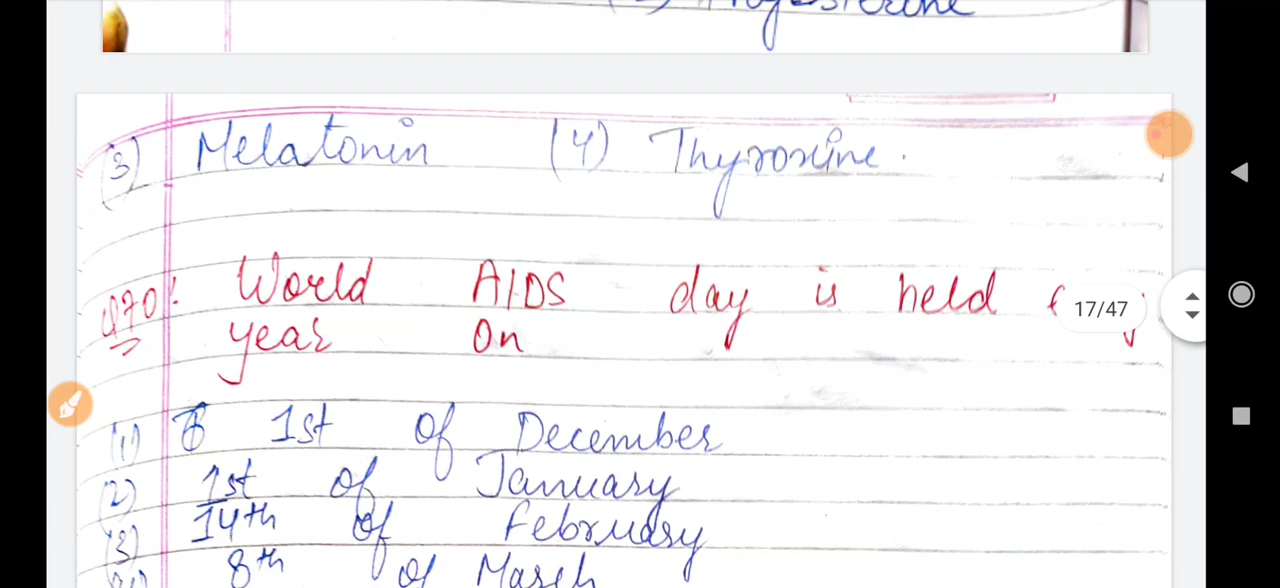 (3) Melatonin (4) Thyroxine.
Q70! World AIDS day is held
17/47
year on
(1) 1st of December
(2) 1st of January
(3) 14th of February
8th of March